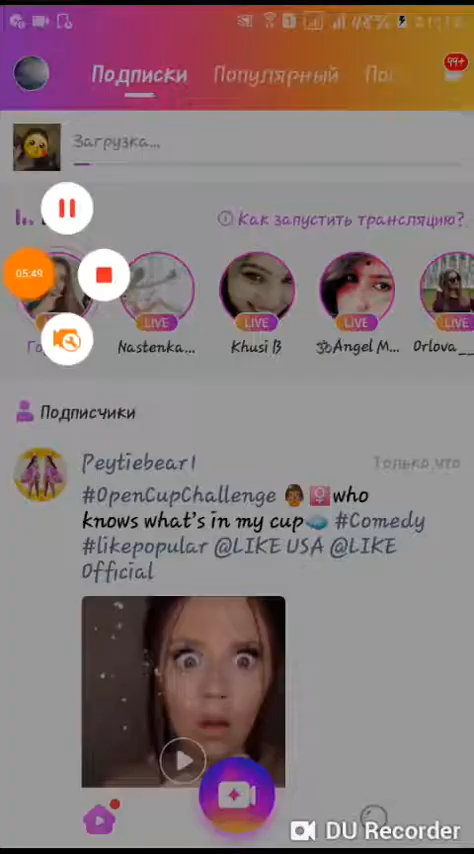 Подписки Популярный
99+
Загрузка...
Как запустить трансляцию?
05:49
LIVE LIVE LIVE LIVE
Nastenka... Khusi ॐAngel M... Orlova_
Подписчики
Peytiebear1 Только что
#OpenCupChallenge who
knows what's in my cup #Comedy
#likepopular @LIKE USA @LIKE
Official
DU Recorder